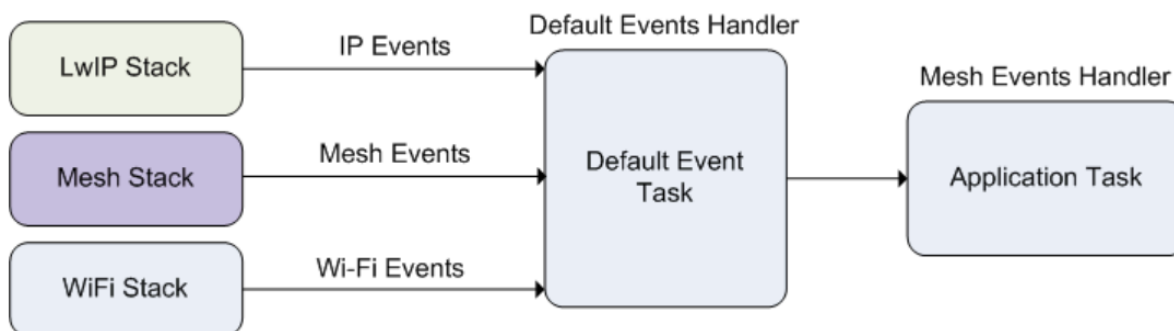 Default Events Handler
LwIP Stack
IP Events
Mesh Events Handler
Mesh Stack
Mesh Events
Default Event
Task
Application Task
WiFi Stack
Wi-Fi Events